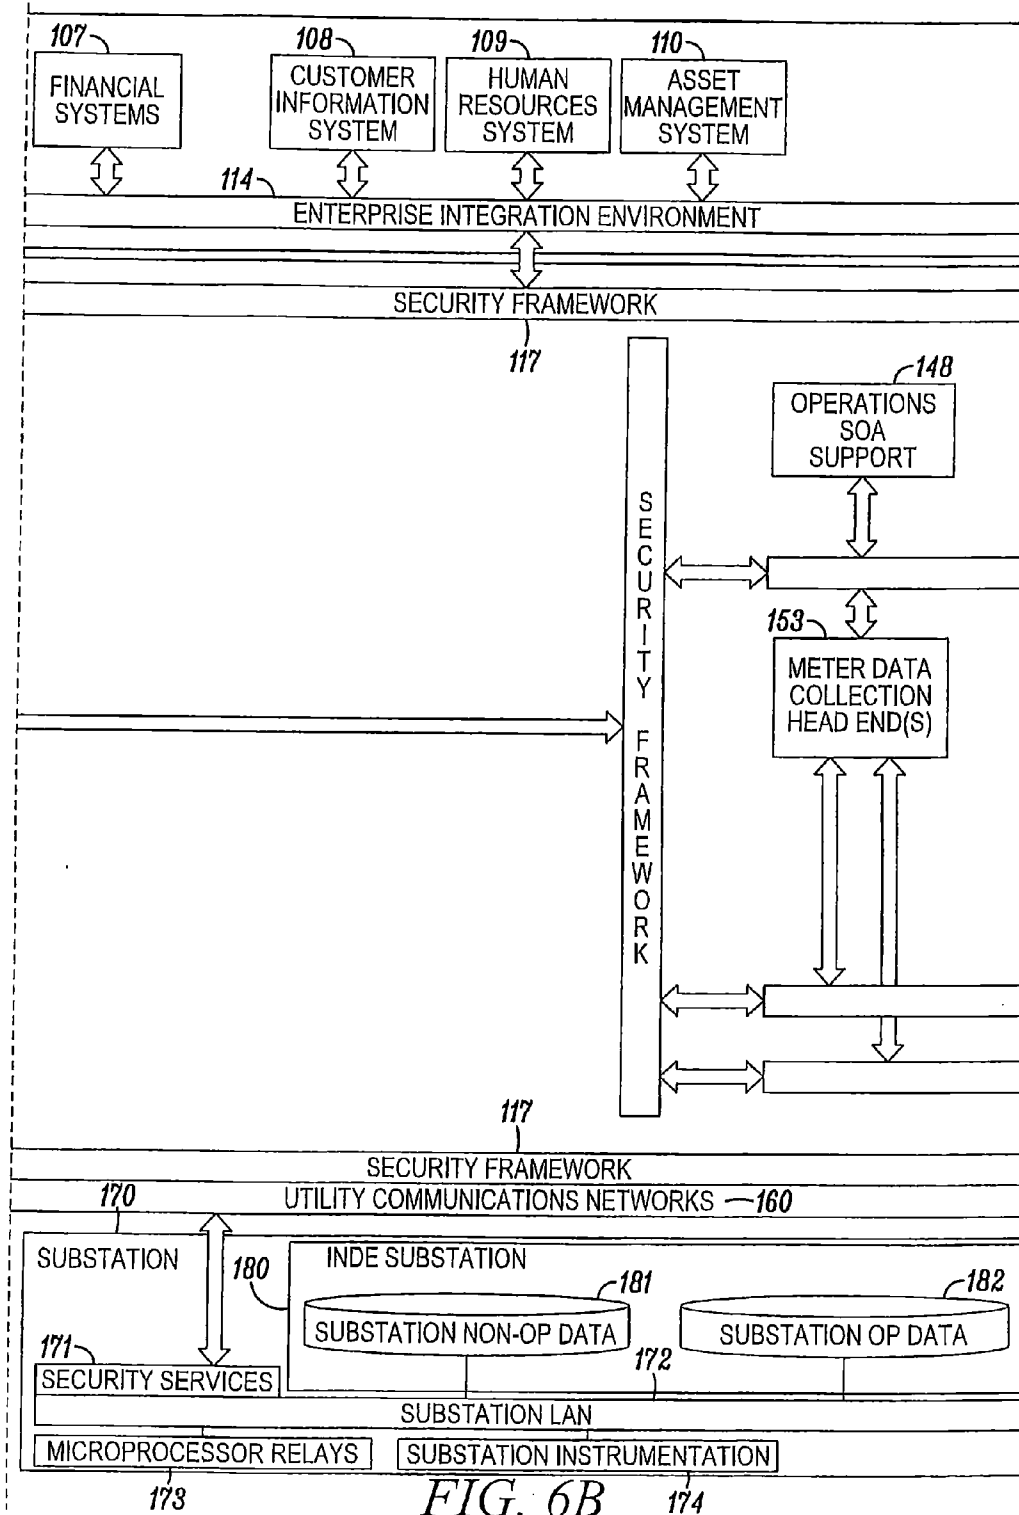 107
108
109
110
FINANCIAL
SYSTEMS
CUSTOMER
INFORMATION
SYSTEM
HUMAN
RESOURCES
SYSTEM
ASSET
MANAGEMENT
SYSTEM
114
ENTERPRISE INTEGRATION ENVIRONMENT
SECURITY FRAMEWORK
117
148
OPERATIONS
SOA
SUPPORT
SECURITY FRAMEWORK
153
METER DATA
COLLECTION
HEAD END(S)
117
SECURITY FRAMEWORK
UTILITY COMMUNICATIONS NETWORKS 160
170
SUBSTATION
180
INDE SUBSTATION
181
182
SUBSTATION NON-OP DATA
SUBSTATION OP DATA
171
172
SECURITY SERVICES
SUBSTATION LAN
MICROPROCESSOR RELAYS
SUBSTATION INSTRUMENTATION
173
174
FIG. 6B